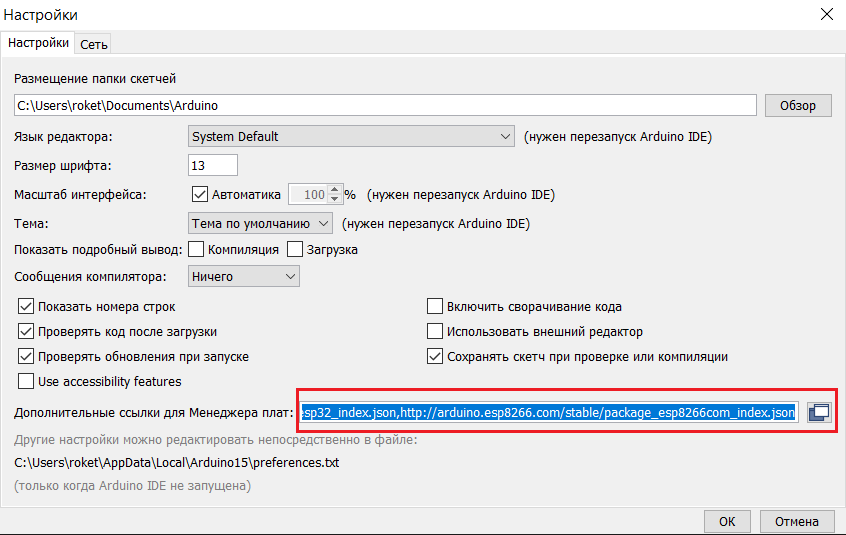 Настройки
Настройки Сеть
Размещение папки скетчей
C:\Users\roket\Documents\Arduino Обзор
Язык редактора: System Default (нужен перезапуск Arduino IDE)
Размер шрифта: 13
Масштаб интерфейса: Автоматика 100 % (нужен перезапуск Arduino IDE)
Тема: Тема по умолчанию (нужен перезапуск Arduino IDE)
Показать подробный вывод: Компиляция Загрузка
Сообщения компилятора: Ничего
Показать номера строк Включить сворачивание кода
Проверять код после загрузки Использовать внешний редактор
Проверять обновления при запуске Сохранять скетч при проверке или компиляции
Use accessibility features
Дополнительные ссылки для Менеджера плат: esp32_index.json,http://arduino.esp8266.com/stable/package_esp8266com_index.json
Другие настройки можно редактировать непосредственно в файле:
C:\Users\roket\AppData\Local\Arduino15\preferences.txt
(только когда Arduino IDE не запущена)
ОК Отмена